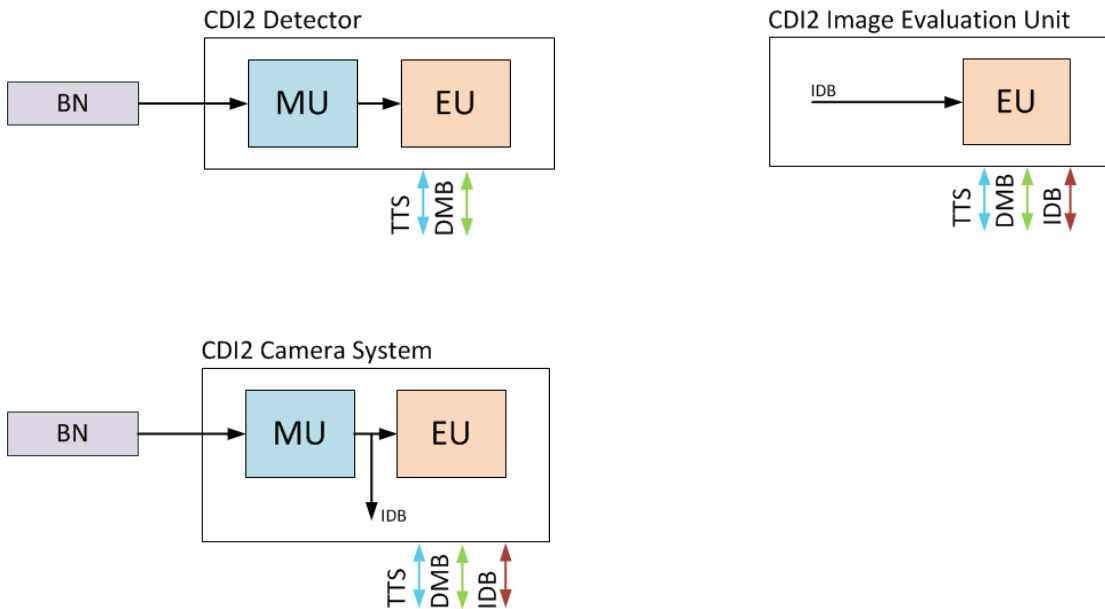 CDI2 Detector
BN
MU
EU
TTS
DMB
CDI2 Image Evaluation Unit
IDB
EU
TTS
DMB
IDB
CDI2 Camera System
BN
MU
EU
IDB
TTS
DMB
IDB